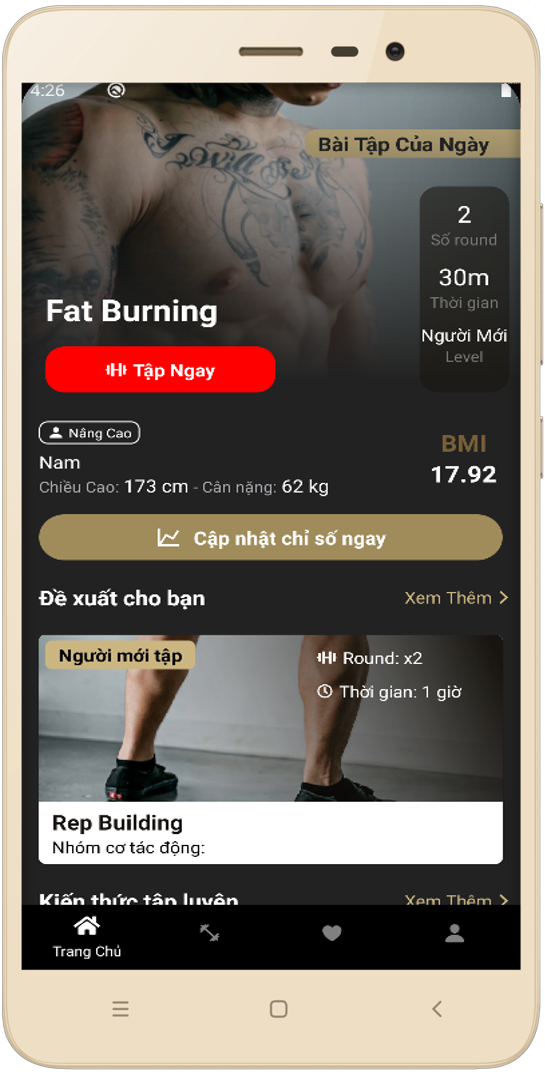 4:26
Bài Tập Của Ngày
2
Số round
30m
Thời gian
Người Mới
Level
Fat Burning
Tập Ngay
Nâng Cao
Nam
Chiều Cao: 173 cm - Cân nặng: 62 kg
BMI
17.92
Cập nhật chỉ số ngay
Đề xuất cho bạn
Xem Thêm
Người mới tập
Round: x2
Thời gian: 1 giờ
Rep Building
Nhóm cơ tác động:
Kiến thức tập luyện
Xem Thêm
Trang Chủ